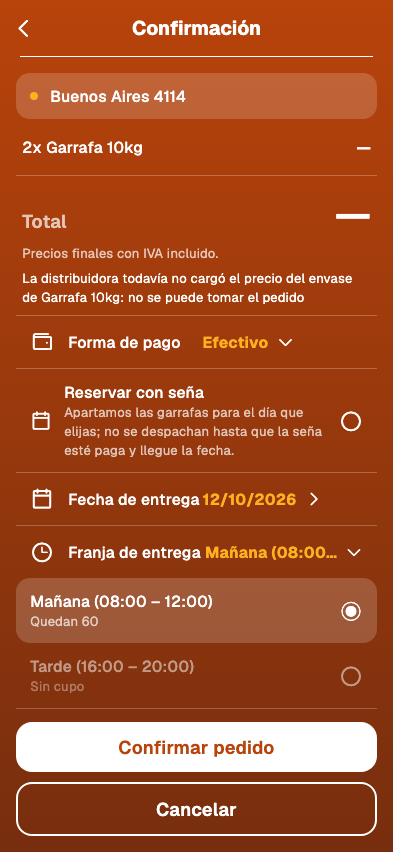 Confirmación
Buenos Aires 4114
2x Garrafa 10kg —
Total —
Precios finales con IVA incluido.
La distribuidora todavía no cargó el precio del envase
de Garrafa 10kg: no se puede tomar el pedido
Forma de pago Efectivo
Reservar con seña
Apartamos las garrafas para el día que
elijas; no se despachan hasta que la seña
esté paga y llegue la fecha.
Fecha de entrega 12/10/2026
Franja de entrega Mañana (08:00...
Mañana (08:00 – 12:00)
Quedan 60
Tarde (16:00 – 20:00)
Sin cupo
Confirmar pedido
Cancelar